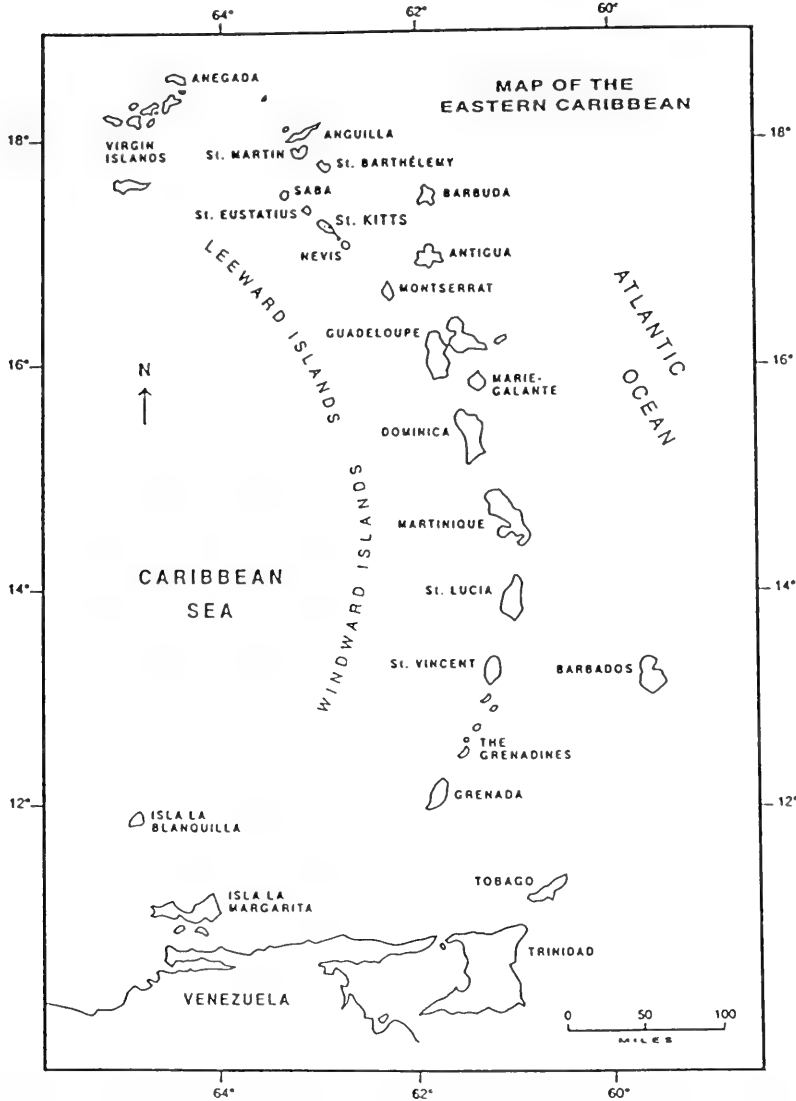 64°
62°
60°
ANEGADA
MAP OF THE
EASTERN CARIBBEAN
18°
18°
VIRGIN
ISLANDS
ANGUILLA
St. MARTIN
St. BARTHÉLEMY
SABA
BARBUDA
St. EUSTATIUS
St. KITTS
NEVIS
ANTIGUA
MONTSERRAT
LEEWARD ISLANDS
ATLANTIC
OCEAN
GUADELOUPE
16°
16°
N
MARIE-
GALANTE
DOMINICA
WINDWARD ISLANDS
MARTINIQUE
CARIBBEAN
SEA
14°
14°
St. LUCIA
St. VINCENT
BARBADOS
THE
GRENADINES
GRENADA
12°
12°
ISLA LA
BLANQUILLA
TOBAGO
ISLA LA
MARGARITA
TRINIDAD
VENEZUELA
0
50
100
MILES
64°
62°
60°